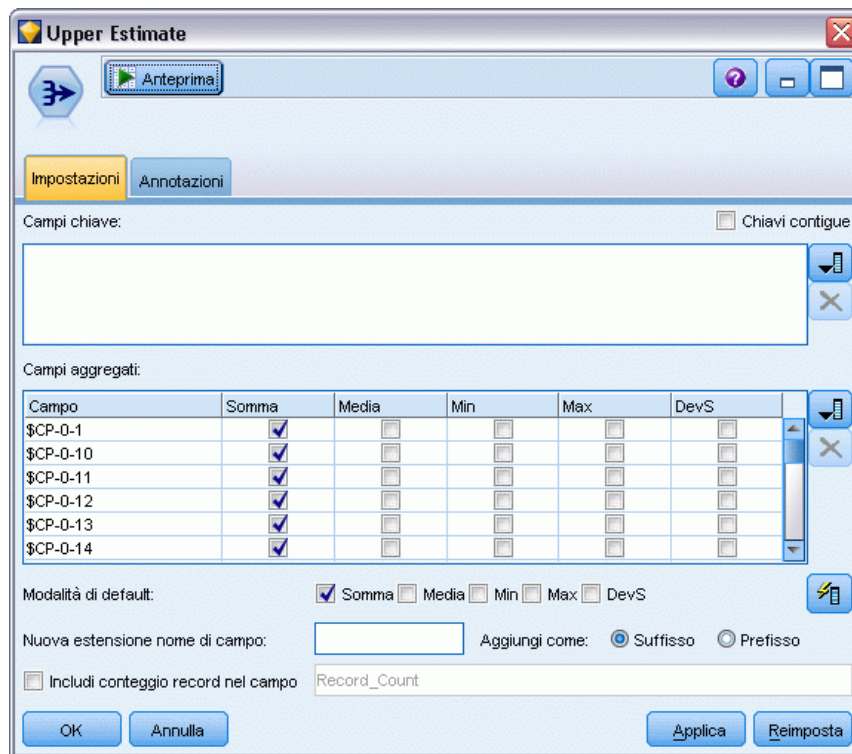 Upper Estimate
Anteprima
Impostazioni Annotazioni
Campi chiave: Chiavi contigue
Campi aggregati:
Campo Somma Media Min Max DevS
$CP-0-1
$CP-0-10
$CP-0-11
$CP-0-12
$CP-0-13
$CP-0-14
Modalità di default: Somma Media Min Max DevS
Nuova estensione nome di campo: Aggiungi come: Suffisso Prefisso
Includi conteggio record nel campo Record_Count
OK Annulla Applica Reimposta